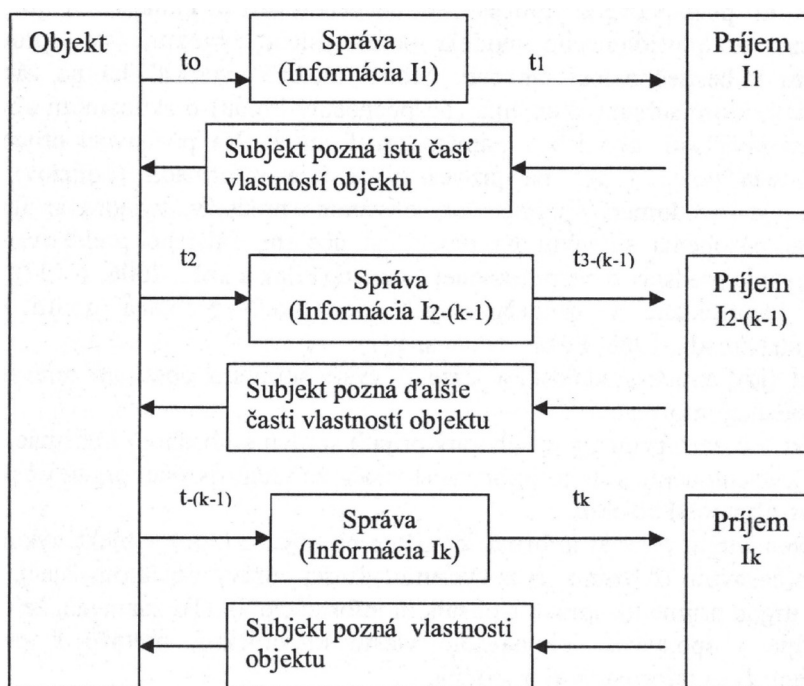 Objekt
to
Správa
(Informácia I1)
t1
Príjem
I1
Subjekt pozná istú časť
vlastností objektu
t2
Správa
(Informácia I2-(k-1)
t3-(k-1)
Príjem
I2-(k-1)
Subjekt pozná ďalšie
časti vlastností objektu
t-(k-1)
Správa
(Informácia Ik)
tk
Príjem
Ik
Subjekt pozná vlastnosti
objektu